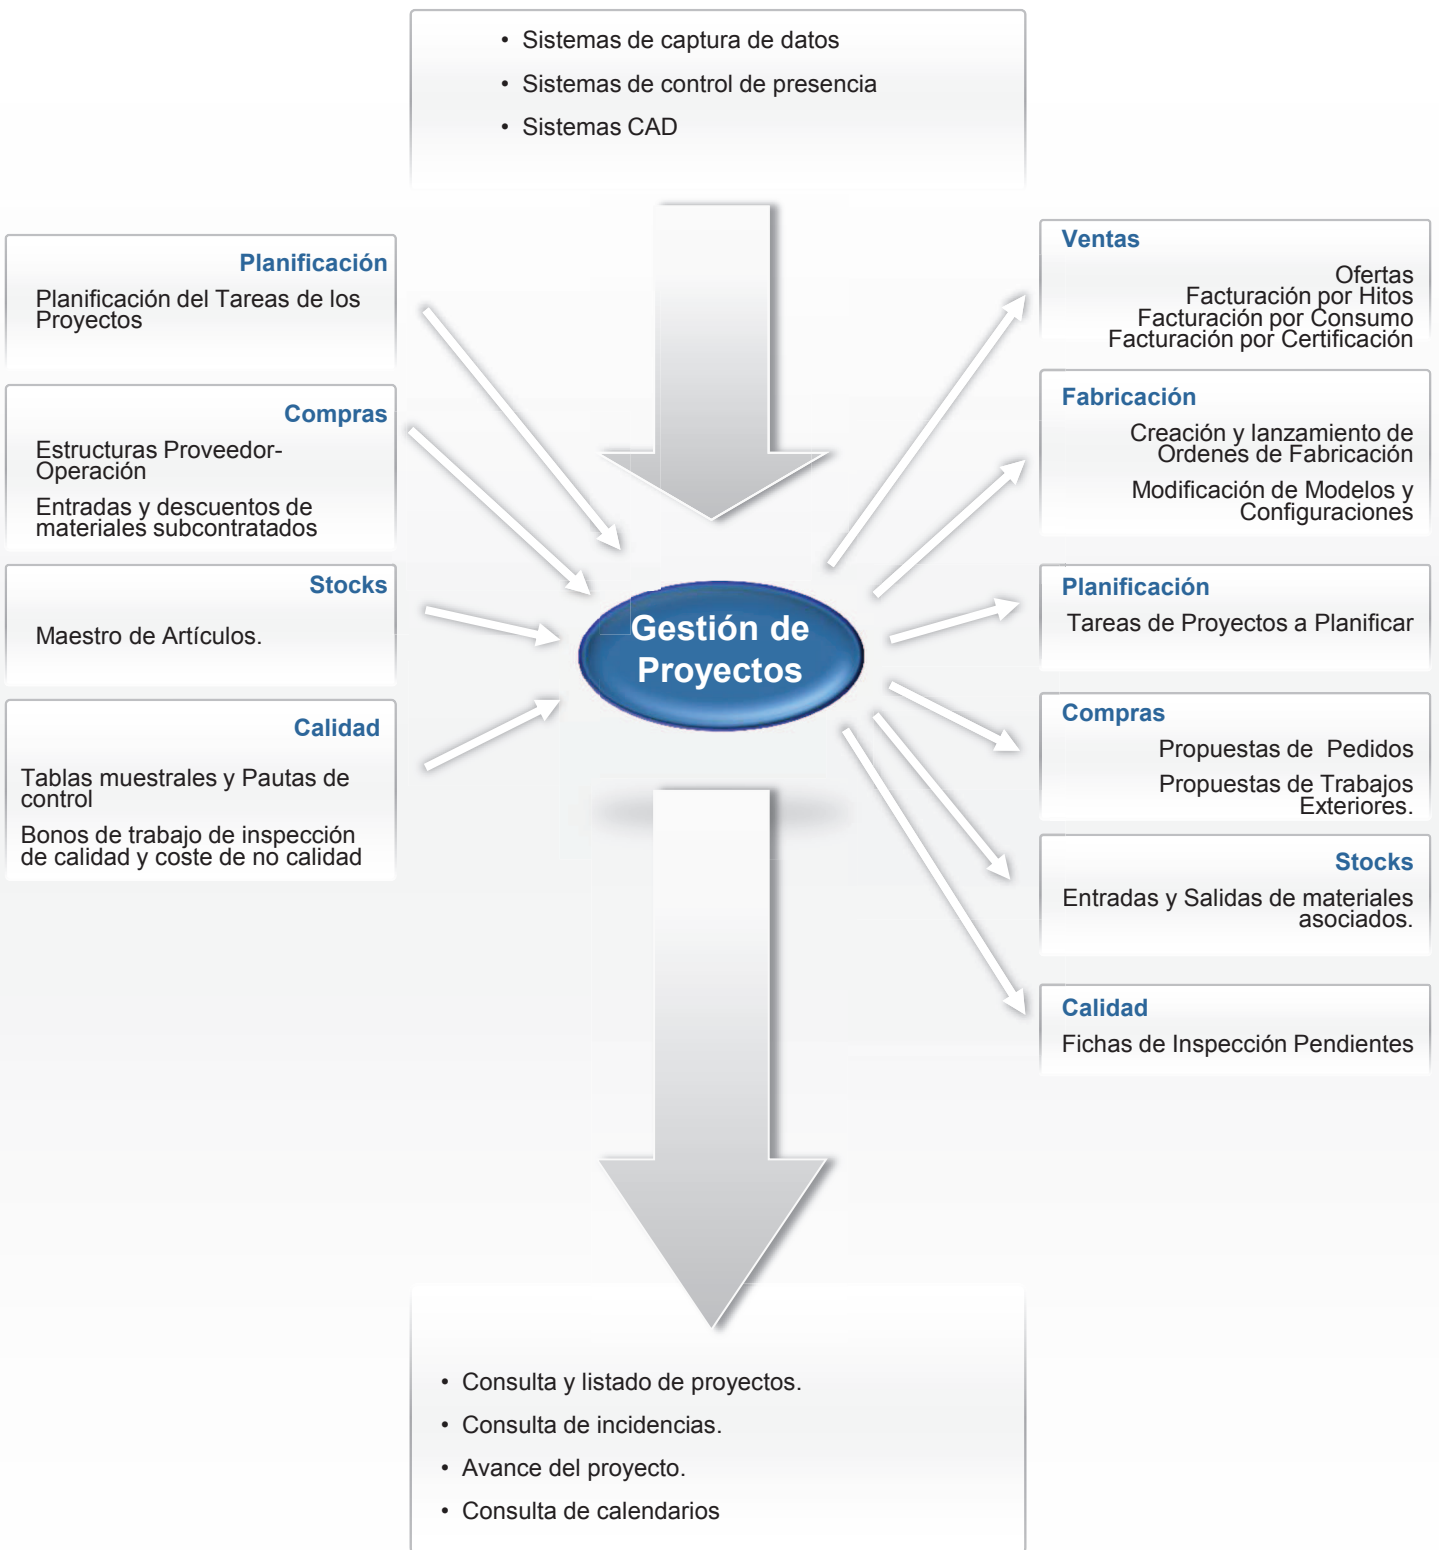 • Sistemas de captura de datos
• Sistemas de control de presencia
• Sistemas CAD
Planificación
Planificación del Tareas de los
Proyectos
Compras
Estructuras Proveedor-
Operación
Entradas y descuentos de
materiales subcontratados
Stocks
Maestro de Artículos.
Calidad
Tablas muestrales y Pautas de
control
Bonos de trabajo de inspección
de calidad y coste de no calidad
Gestión de
Proyectos
Ventas
Ofertas
Facturación por Hitos
Facturación por Consumo
Facturación por Certificación
Fabricación
Creación y lanzamiento de
Ordenes de Fabricación
Modificación de Modelos y
Configuraciones
Planificación
Tareas de Proyectos a Planificar
Compras
Propuestas de Pedidos
Propuestas de Trabajos
Exteriores.
Stocks
Entradas y Salidas de materiales
asociados.
Calidad
Fichas de Inspección Pendientes
• Consulta y listado de proyectos.
• Consulta de incidencias.
• Avance del proyecto.
• Consulta de calendarios